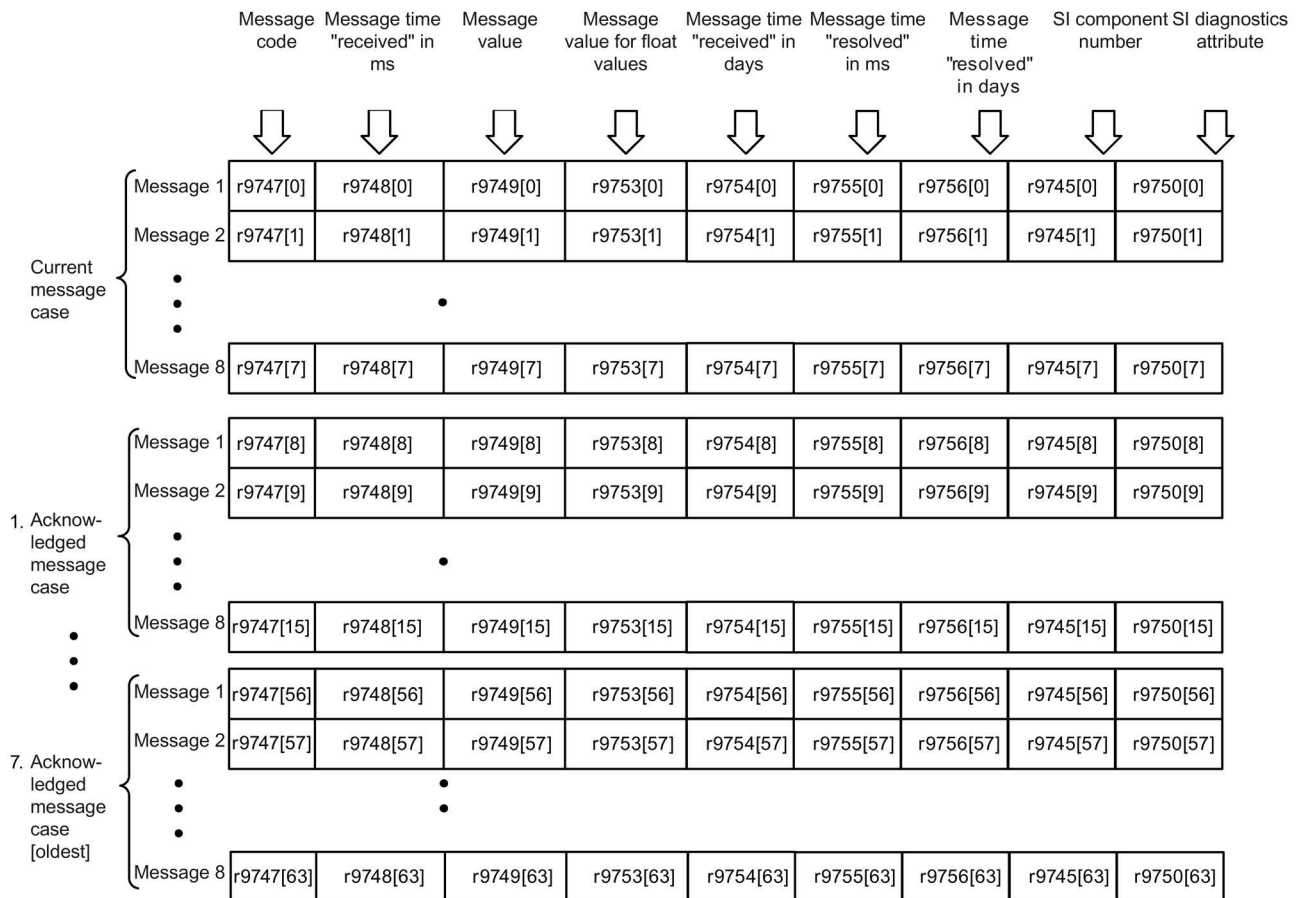 Message code
Message time "received" in ms
Message value
Message value for float values
Message time "received" in days
Message time "resolved" in ms
Message time "resolved" in days
SI component number
SI diagnostics attribute
Current message case
Message 1 r9747[0] r9748[0] r9749[0] r9753[0] r9754[0] r9755[0] r9756[0] r9745[0] r9750[0]
Message 2 r9747[1] r9748[1] r9749[1] r9753[1] r9754[1] r9755[1] r9756[1] r9745[1] r9750[1]
Message 8 r9747[7] r9748[7] r9749[7] r9753[7] r9754[7] r9755[7] r9756[7] r9745[7] r9750[7]
1. Acknow-
ledged
message
case
Message 1 r9747[8] r9748[8] r9749[8] r9753[8] r9754[8] r9755[8] r9756[8] r9745[8] r9750[8]
Message 2 r9747[9] r9748[9] r9749[9] r9753[9] r9754[9] r9755[9] r9756[9] r9745[9] r9750[9]
Message 8 r9747[15] r9748[15] r9749[15] r9753[15] r9754[15] r9755[15] r9756[15] r9745[15] r9750[15]
7. Acknow-
ledged
message
case
[oldest]
Message 1 r9747[56] r9748[56] r9749[56] r9753[56] r9754[56] r9755[56] r9756[56] r9745[56] r9750[56]
Message 2 r9747[57] r9748[57] r9749[57] r9753[57] r9754[57] r9755[57] r9756[57] r9745[57] r9750[57]
Message 8 r9747[63] r9748[63] r9749[63] r9753[63] r9754[63] r9755[63] r9756[63] r9745[63] r9750[63]